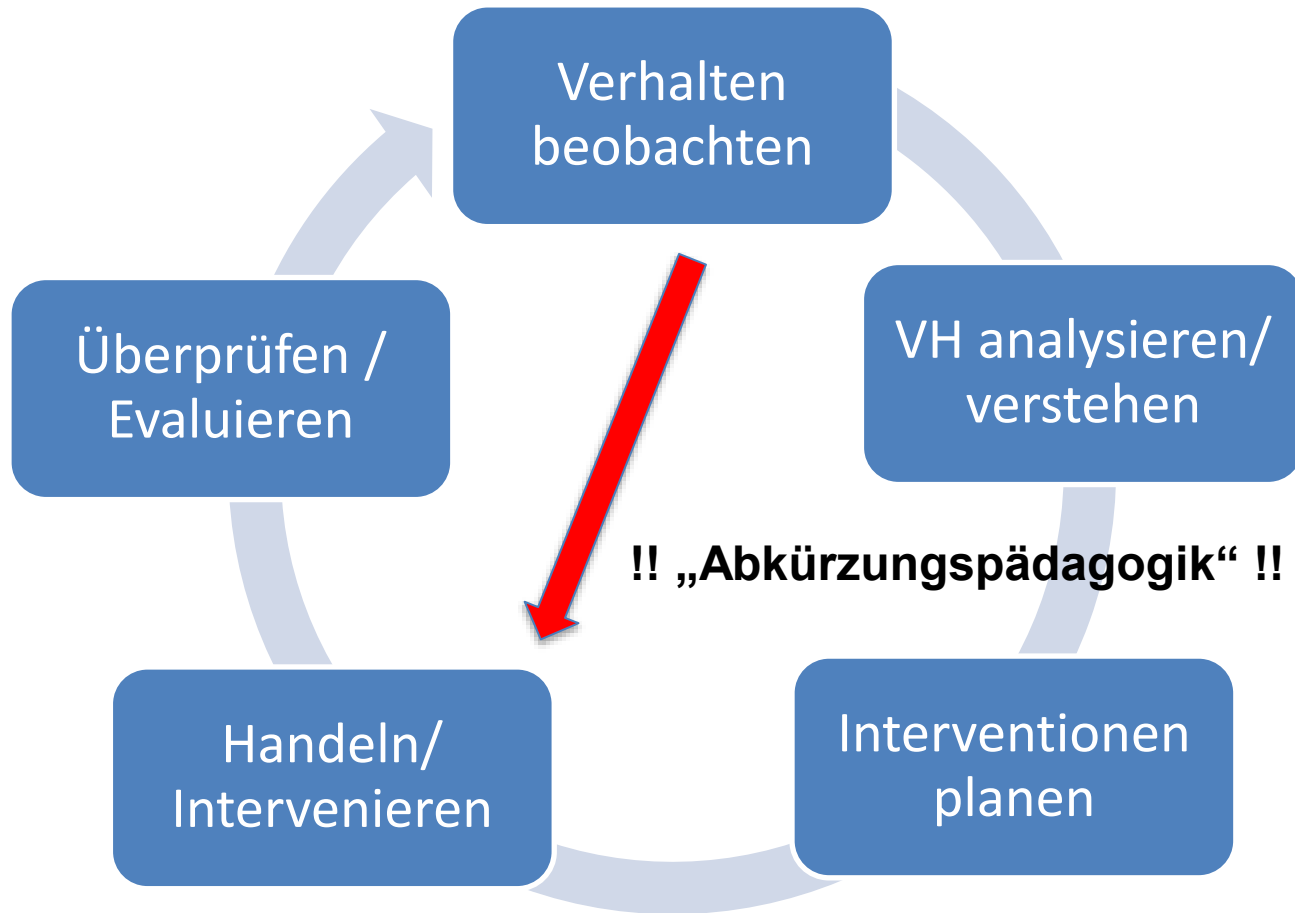 Verhalten
beobachten
VH analysieren/
verstehen
Überprüfen /
Evaluieren
!! „Abkürzungspädagogik“ !!
Interventionen
planen
Handeln/
Intervenieren